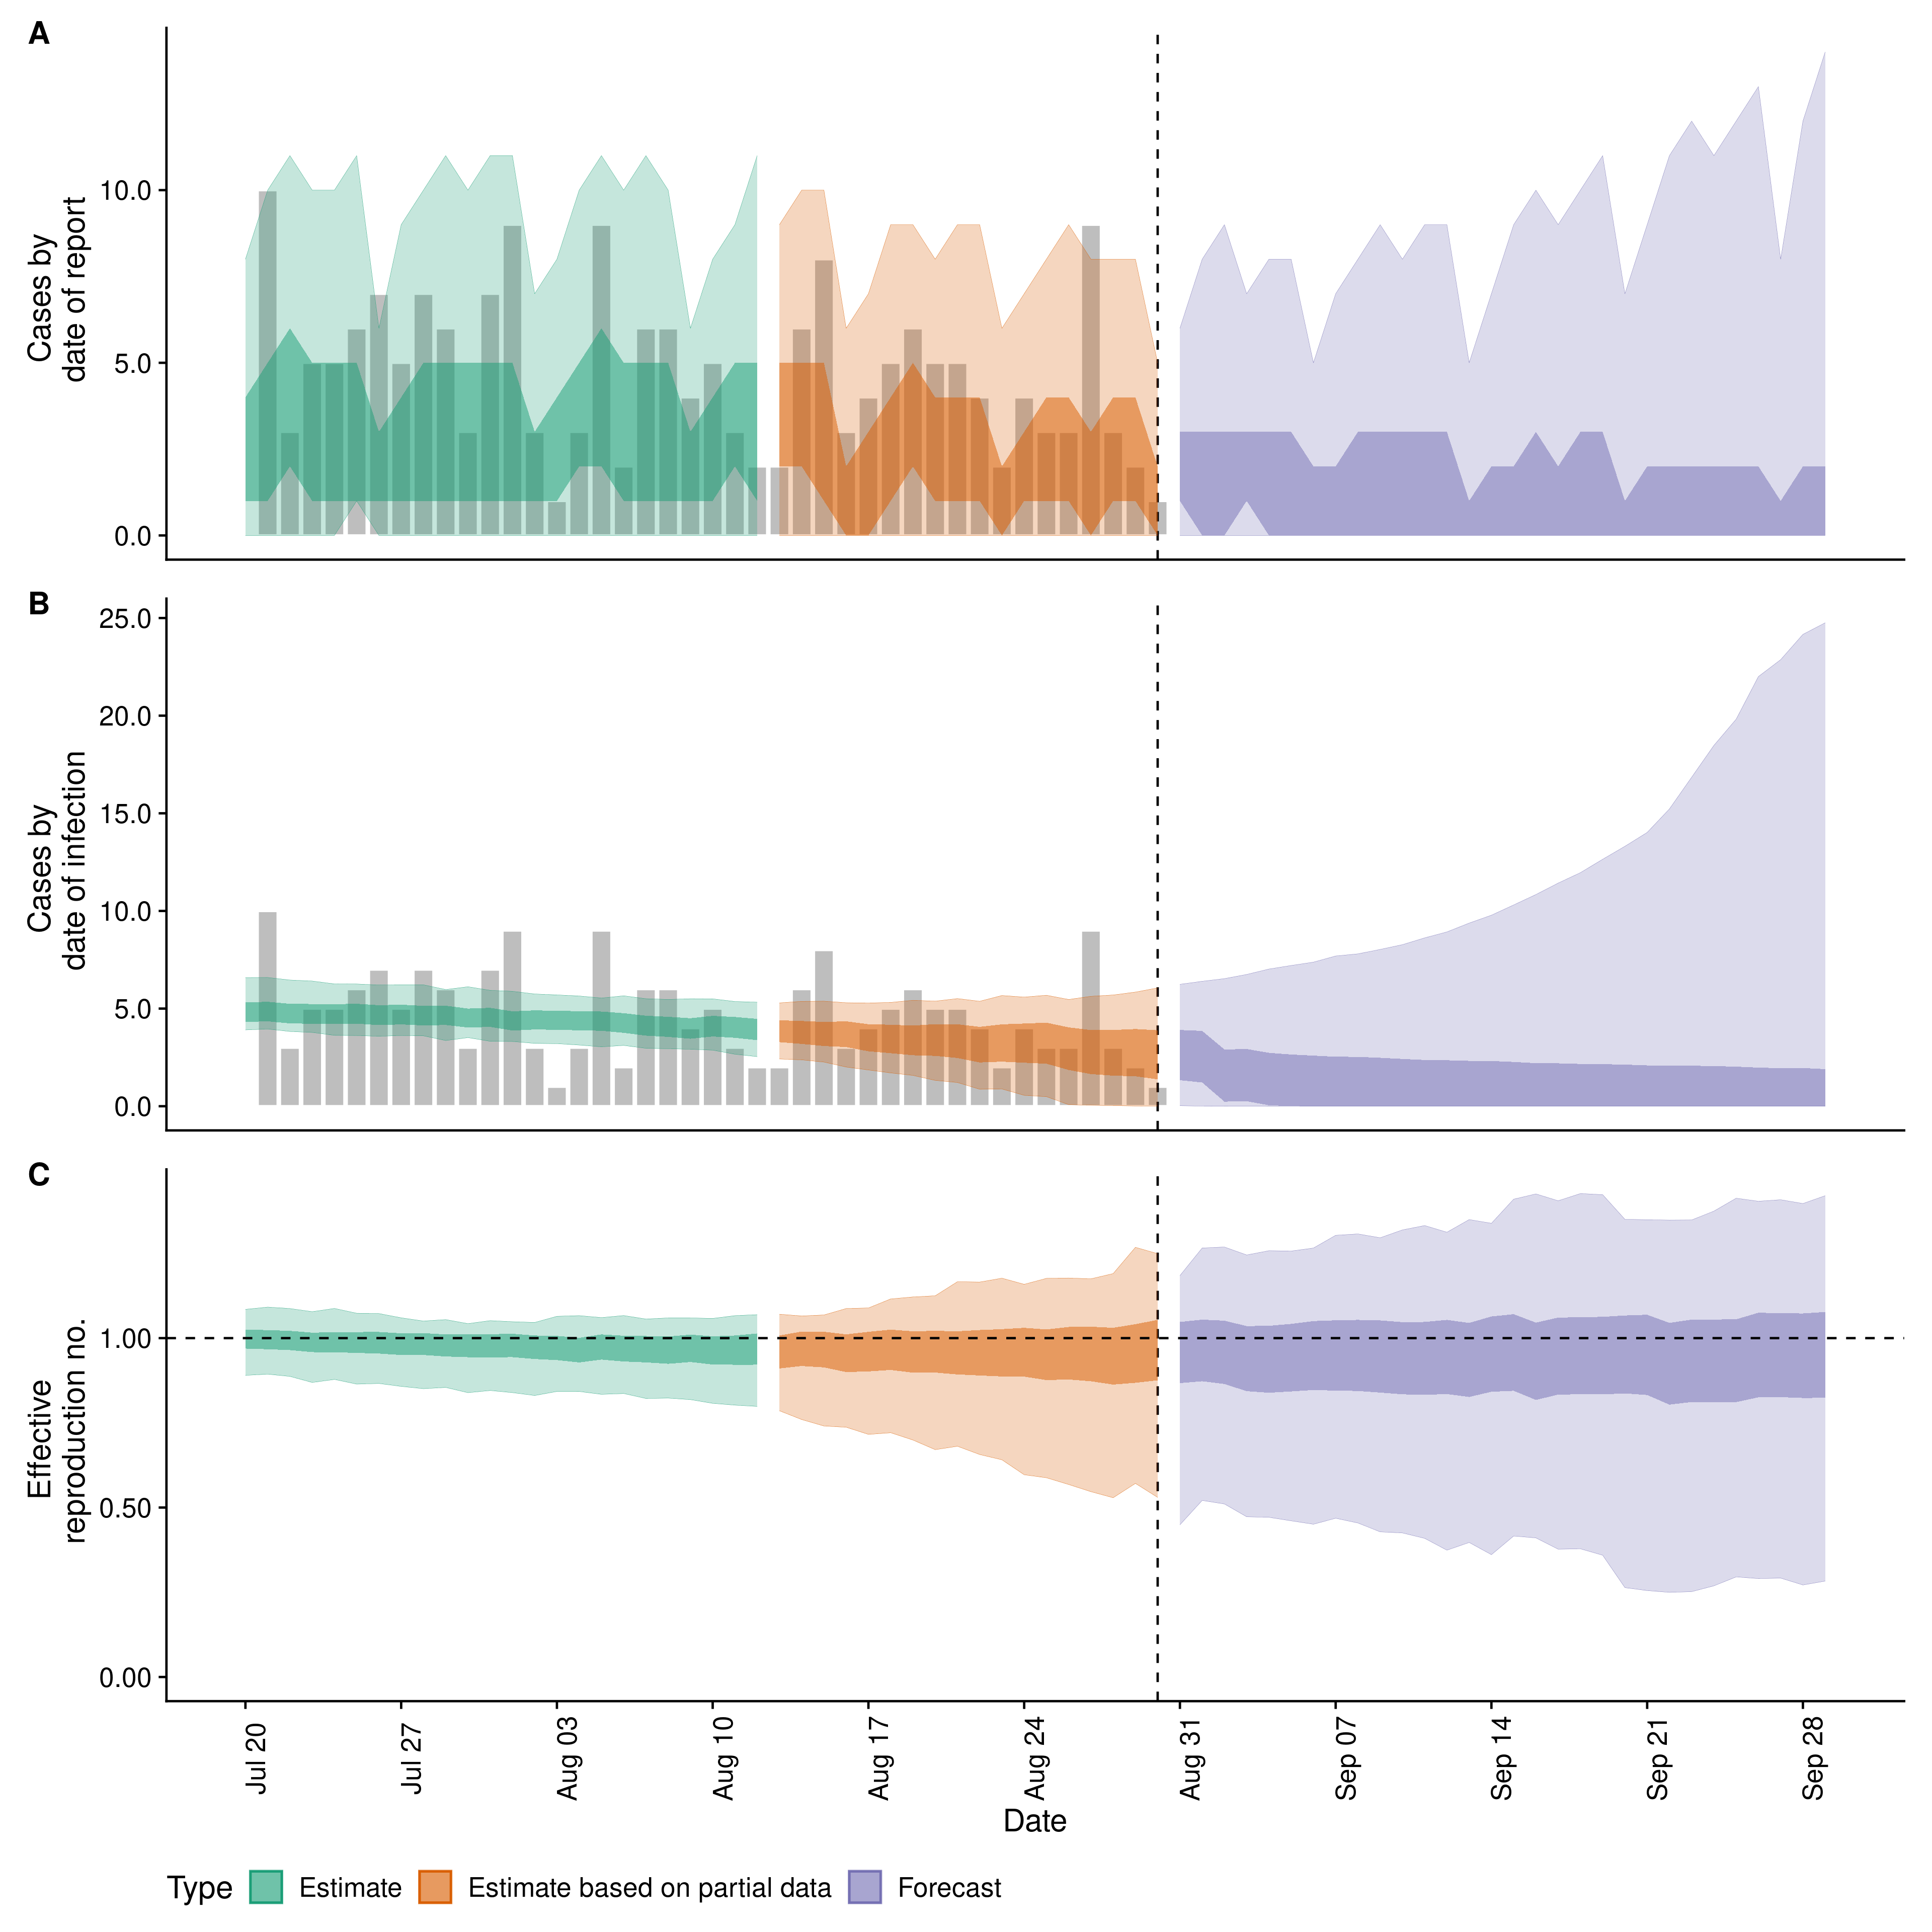 A
Cases by
date of report
10.0
5.0
0.0
B
Cases by
date of infection
25.0
20.0
15.0
10.0
5.0
0.0
C
Effective
reproduction no.
1.00
0.50
0.00
Jul 20
Jul 27
Aug 03
Aug 10
Aug 17
Aug 24
Aug 31
Sep 07
Sep 14
Sep 21
Sep 28
Date
Type Estimate Estimate based on partial data Forecast